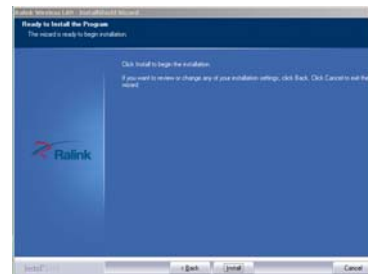 Ralink Wireless LAN - InstallShield Wizard
Ready to Install the Program
The wizard is ready to begin installation.
Click Install to begin the installation.
If you want to review or change any of your installation settings, click Back. Click Cancel to exit the
wizard.
Ralink
InstallShield
< Back
Install
Cancel